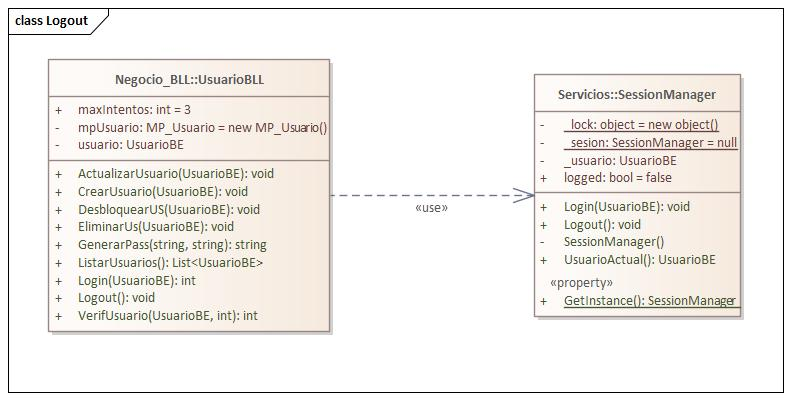 class Logout
Negocio_BLL::UsuarioBLL
+ maxIntentos: int = 3
- mpUsuario: MP_Usuario = new MP_Usuario()
- usuario: UsuarioBE
+ ActualizarUsuario(UsuarioBE): void
+ CrearUsuario(UsuarioBE): void
+ DesbloquearUS(UsuarioBE): void
+ EliminarUs(UsuarioBE): void
+ GenerarPass(string, string): string
+ ListarUsuarios(): List<UsuarioBE>
+ Login(UsuarioBE): int
+ Logout(): void
+ VerifUsuario(UsuarioBE, int): int
«use»
Servicios::SessionManager
- _lock: object = new object()
- _sesion: SessionManager = null
- _usuario: UsuarioBE
+ logged: bool = false
+ Login(UsuarioBE): void
+ Logout(): void
- SessionManager()
+ UsuarioActual(): UsuarioBE
«property»
+ GetInstance(): SessionManager